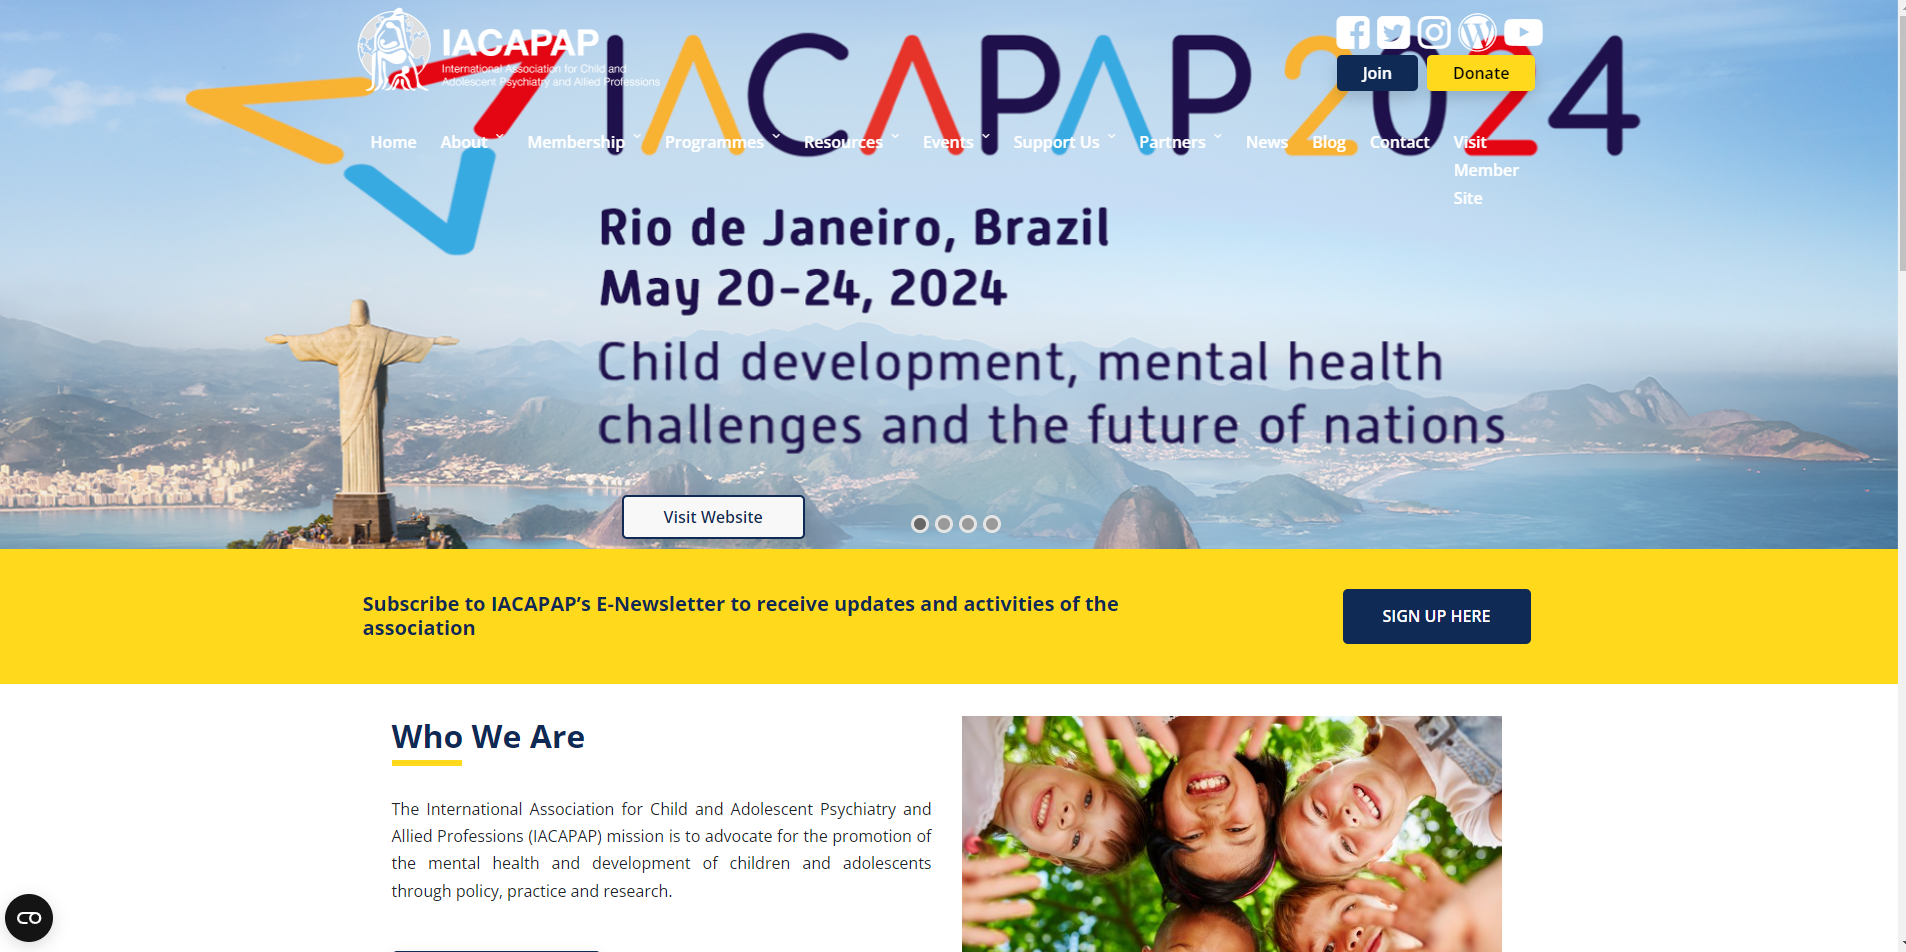 IACAPAP
International Association for Child and
Adolescent Psychiatry and Allied Professions
IACAPAP 2024
Join
Donate
Home
About
Membership
Programmes
Resources
Events
Support Us
Partners
News
Blog
Contact
Visit
Member
Site
Rio de Janeiro, Brazil
May 20-24, 2024
Child development, mental health
challenges and the future of nations
Visit Website
Subscribe to IACAPAP’s E-Newsletter to receive updates and activities of the
association
SIGN UP HERE
Who We Are
The International Association for Child and Adolescent Psychiatry and
Allied Professions (IACAPAP) mission is to advocate for the promotion of
the mental health and development of children and adolescents
through policy, practice and research.